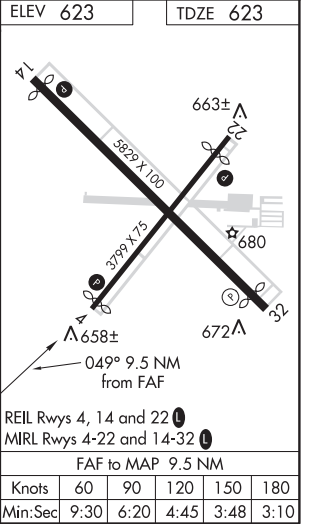 ELEV 623
TDZE 623
14
P
663±
22
5829 X 100
P
3799 X 75
680
P
4
P
32
658±
672
049° 9.5 NM
from FAF
REIL Rwys 4, 14 and 22 L
MIRL Rwys 4-22 and 14-32 L
FAF to MAP 9.5 NM
Knots 60 90 120 150 180
Min:Sec 9:30 6:20 4:45 3:48 3:10